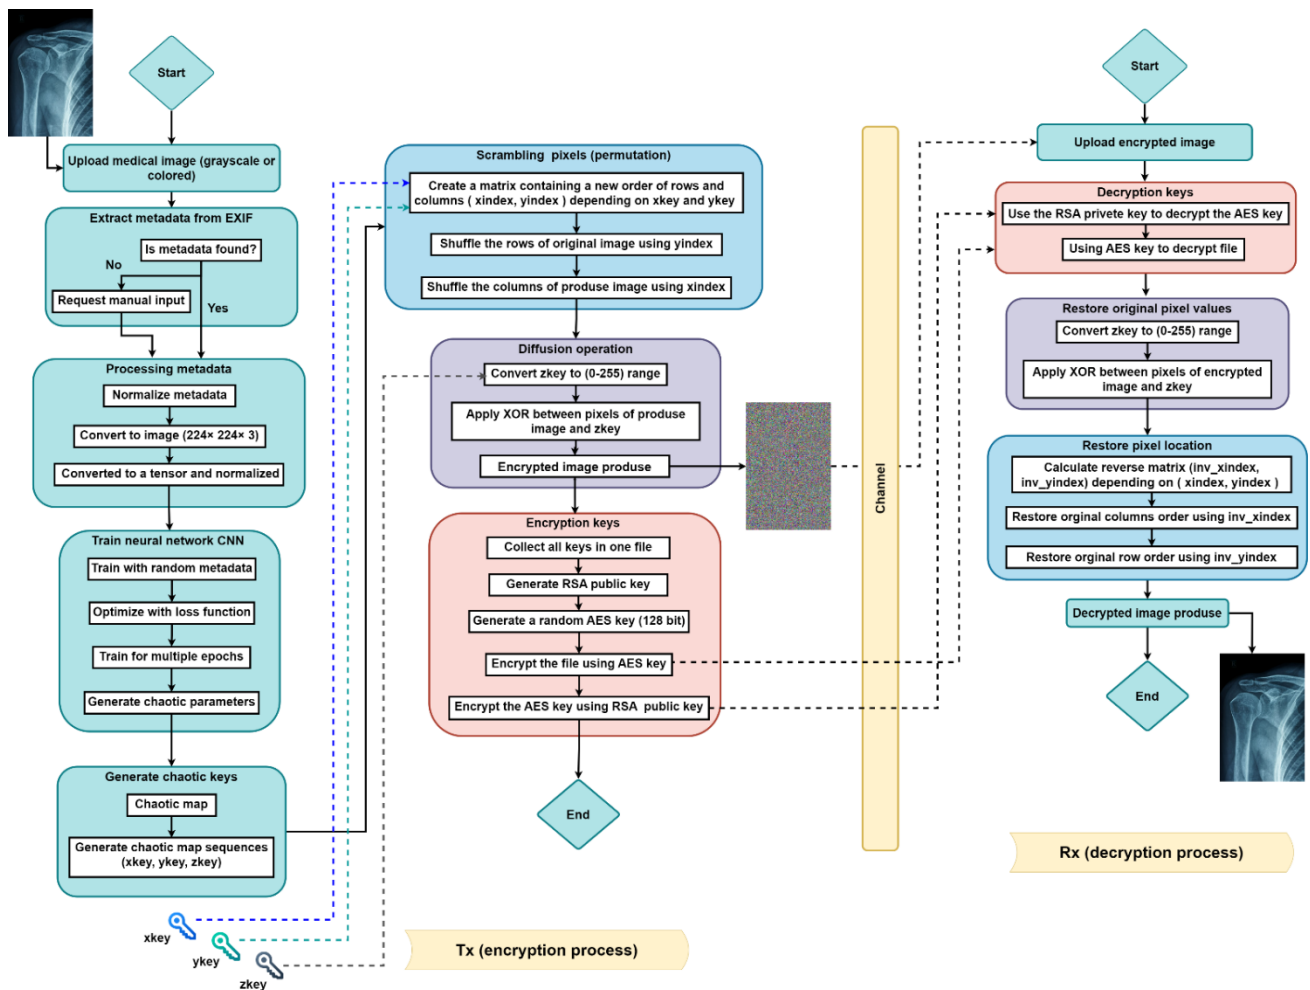 Start
Upload medical image (grayscale or
colored)
Extract metadata from EXIF
Is metadata found?
No
Request manual input
Yes
Processing metadata
Normalize metadata
Convert to image (224× 224× 3)
Converted to a tensor and normalized
Train neural network CNN
Train with random metadata
Optimize with loss function
Train for multiple epochs
Generate chaotic parameters
Generate chaotic keys
Chaotic map
Generate chaotic map sequences
(xkey, ykey, zkey)
xkey
ykey
zkey
Scrambling pixels (permutation)
Create a matrix containing a new order of rows and
columns ( xindex, yindex ) depending on xkey and ykey
Shuffle the rows of original image using yindex
Shuffle the columns of produse image using xindex
Diffusion operation
Convert zkey to (0-255) range
Apply XOR between pixels of produse
image and zkey
Encrypted image produse
Encryption keys
Collect all keys in one file
Generate RSA public key
Generate a random AES key (128 bit)
Encrypt the file using AES key
Encrypt the AES key using RSA public key
End
Tx (encryption process)
Channel
Start
Upload encrypted image
Decryption keys
Use the RSA privete key to decrypt the AES key
Using AES key to decrypt file
Restore original pixel values
Convert zkey to (0-255) range
Apply XOR between pixels of encrypted
image and zkey
Restore pixel location
Calculate reverse matrix (inv_xindex,
inv_yindex) depending on ( xindex, yindex )
Restore orginal columns order using inv_xindex
Restore orginal row order using inv_yindex
Decrypted image produse
End
Rx (decryption process)